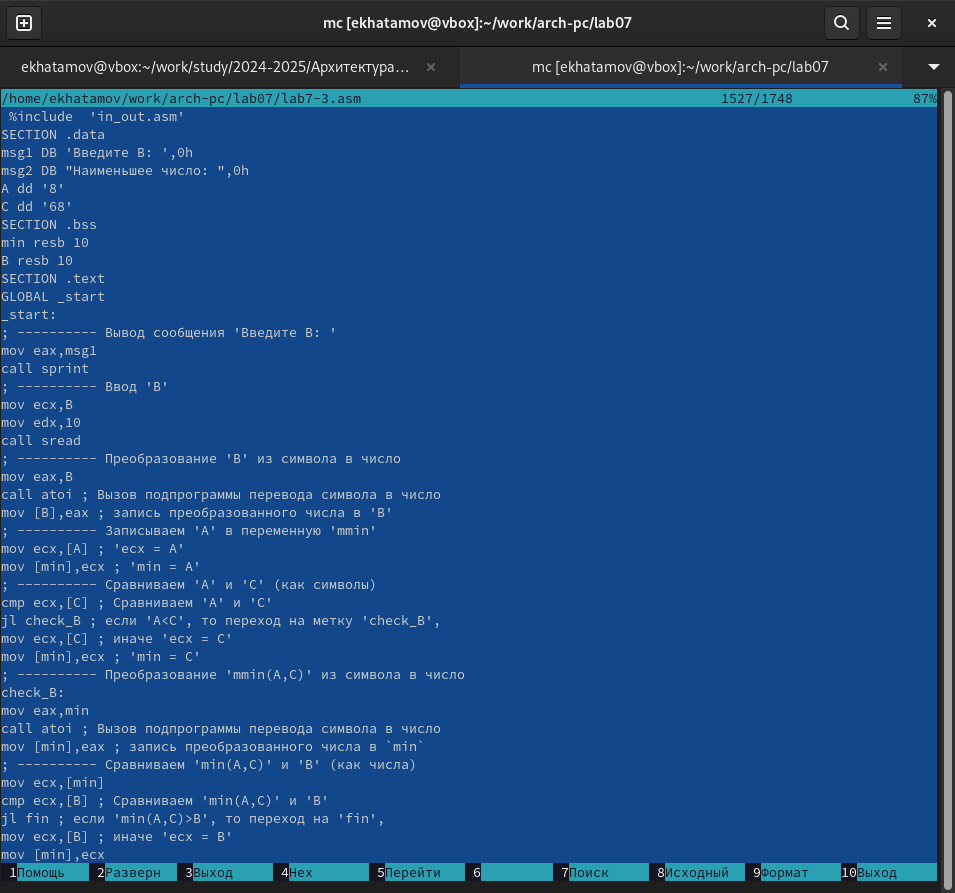 mc [ekhatamov@vbox]:~/work/arch-pc/lab07
ekhatamov@vbox:~/work/study/2024-2025/Архитектура... mc [ekhatamov@vbox]:~/work/arch-pc/lab07
/home/ekhatamov/work/arch-pc/lab07/lab7-3.asm 1527/1748 87%
%include  'in_out.asm'
SECTION .data
msg1 DB 'Введите B: ',0h
msg2 DB "Наименьшее число: ",0h
A dd '8'
C dd '68'
SECTION .bss
min resb 10
B resb 10
SECTION .text
GLOBAL _start
_start:
; ---------- Вывод сообщения 'Введите B: '
mov eax,msg1
call sprint
; ---------- Ввод 'B'
mov ecx,B
mov edx,10
call sread
; ---------- Преобразование 'B' из символа в число
mov eax,B
call atoi ; Вызов подпрограммы перевода символа в число
mov [B],eax ; запись преобразованного числа в 'B'
; ---------- Записываем 'A' в переменную 'mmin'
mov ecx,[A] ; 'ecx = A'
mov [min],ecx ; 'min = A'
; ---------- Сравниваем 'A' и 'С' (как символы)
cmp ecx,[C] ; Сравниваем 'A' и 'С'
jl check_B ; если 'A<C', то переход на метку 'check_B',
mov ecx,[C] ; иначе 'ecx = C'
mov [min],ecx ; 'min = C'
; ---------- Преобразование 'mmin(A,C)' из символа в число
check_B:
mov eax,min
call atoi ; Вызов подпрограммы перевода символа в число
mov [min],eax ; запись преобразованного числа в `min`
; ---------- Сравниваем 'min(A,C)' и 'B' (как числа)
mov ecx,[min]
cmp ecx,[B] ; Сравниваем 'min(A,C)' и 'B'
jl fin ; если 'min(A,C)>B', то переход на 'fin',
mov ecx,[B] ; иначе 'ecx = B'
mov [min],ecx
1Помощь 2Разверн 3Выход 4Hex 5Перейти 6 7Поиск 8Исходный 9Формат 10Выход